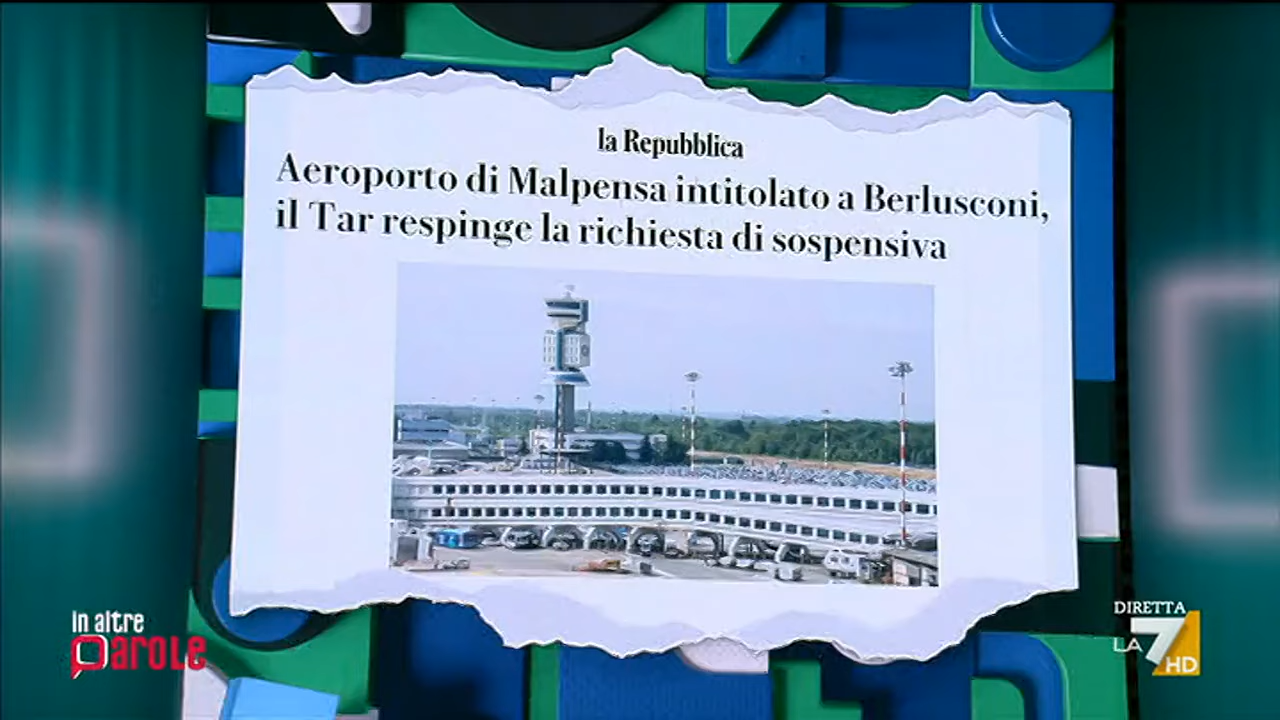 la Repubblica
Aeroporto di Malpensa intitolato a Berlusconi,
il Tar respinge la richiesta di sospensiva
In altre
Parole
DIRETTA
LA7
HD